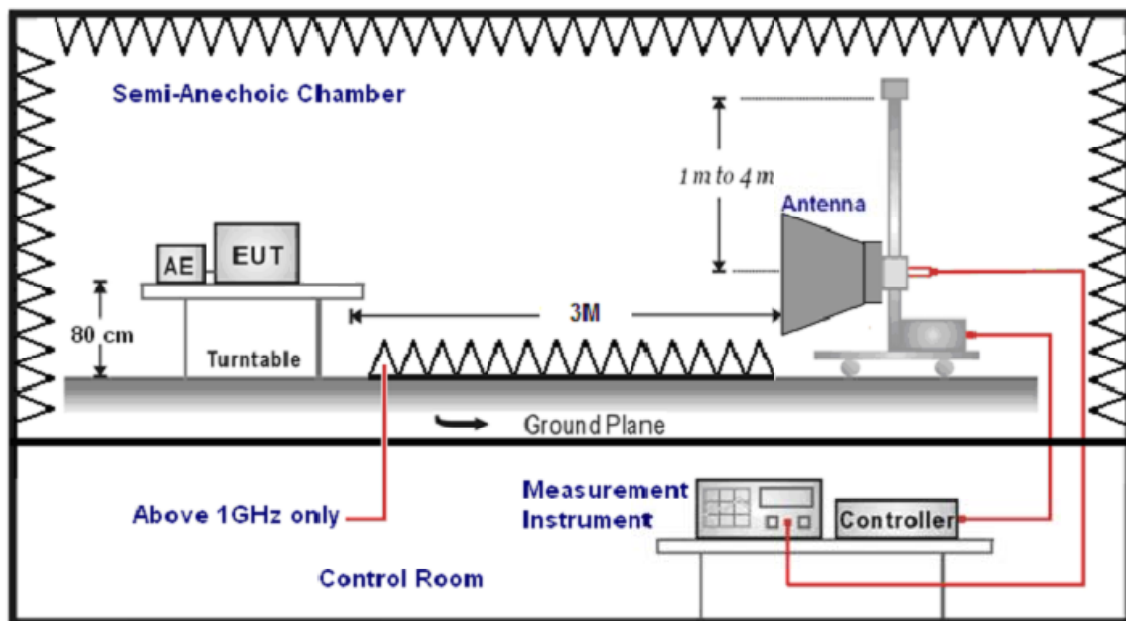 Semi-Anechoic Chamber
1 m to 4 m
Antenna
AE
EUT
3M
80 cm
Turntable
Ground Plane
Above 1GHz only
Measurement
Instrument
Controller
Control Room